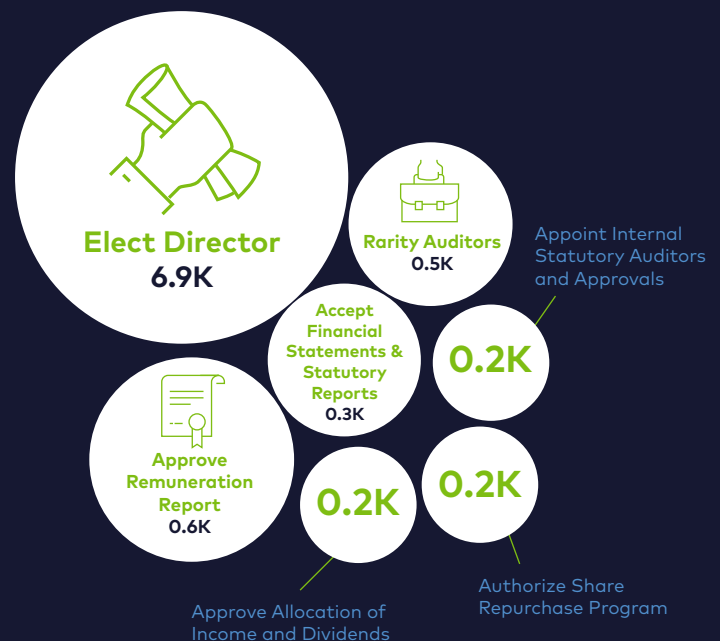 Elect Director
6.9K
Rarity Auditors
0.5K
Appoint Internal
Statutory Auditors
and Approvals
Accept
Financial
Statements &
Statutory
Reports
0.3K
0.2K
Approve
Remuneration
Report
0.6K
0.2K
0.2K
Authorize Share
Repurchase Program
Approve Allocation of
Income and Dividends